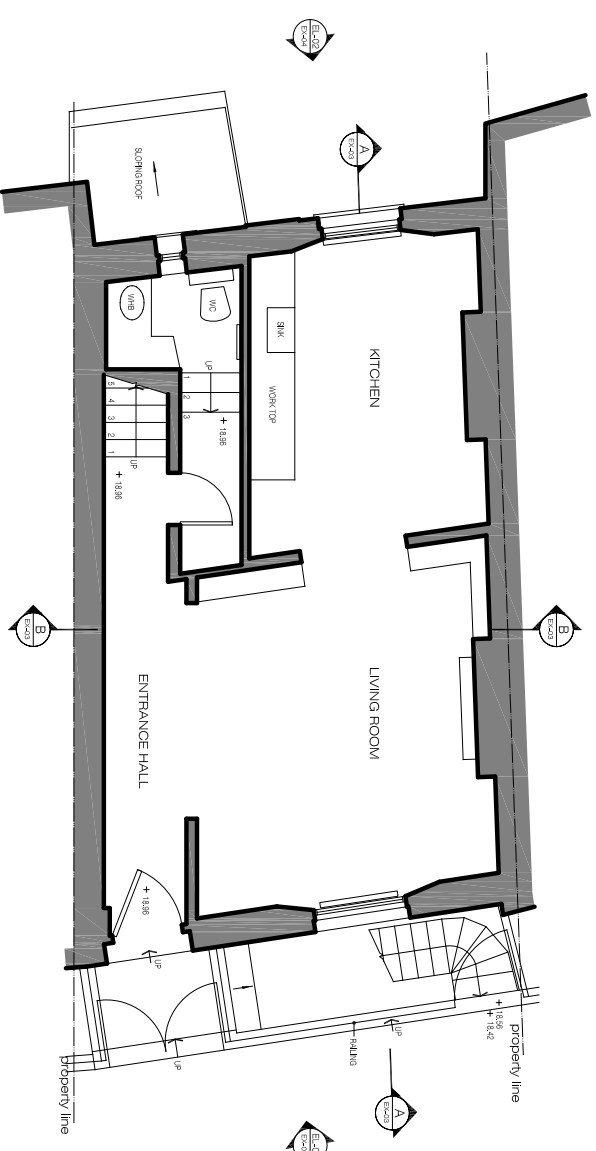 EL-02
EX-04
A
EX-03
SLOPING ROOF
WHB
WC
SINK
WORK TOP
KITCHEN
UP
1
2
3
+ 18.96
5
4
3
2
1
UP
+ 18.96
B
EX-03
B
EX-03
LIVING ROOM
ENTRANCE HALL
+ 18.96
UP
UP
UP
RAILING
+ 18.56
+ 18.42
property line
property line
A
EX-03